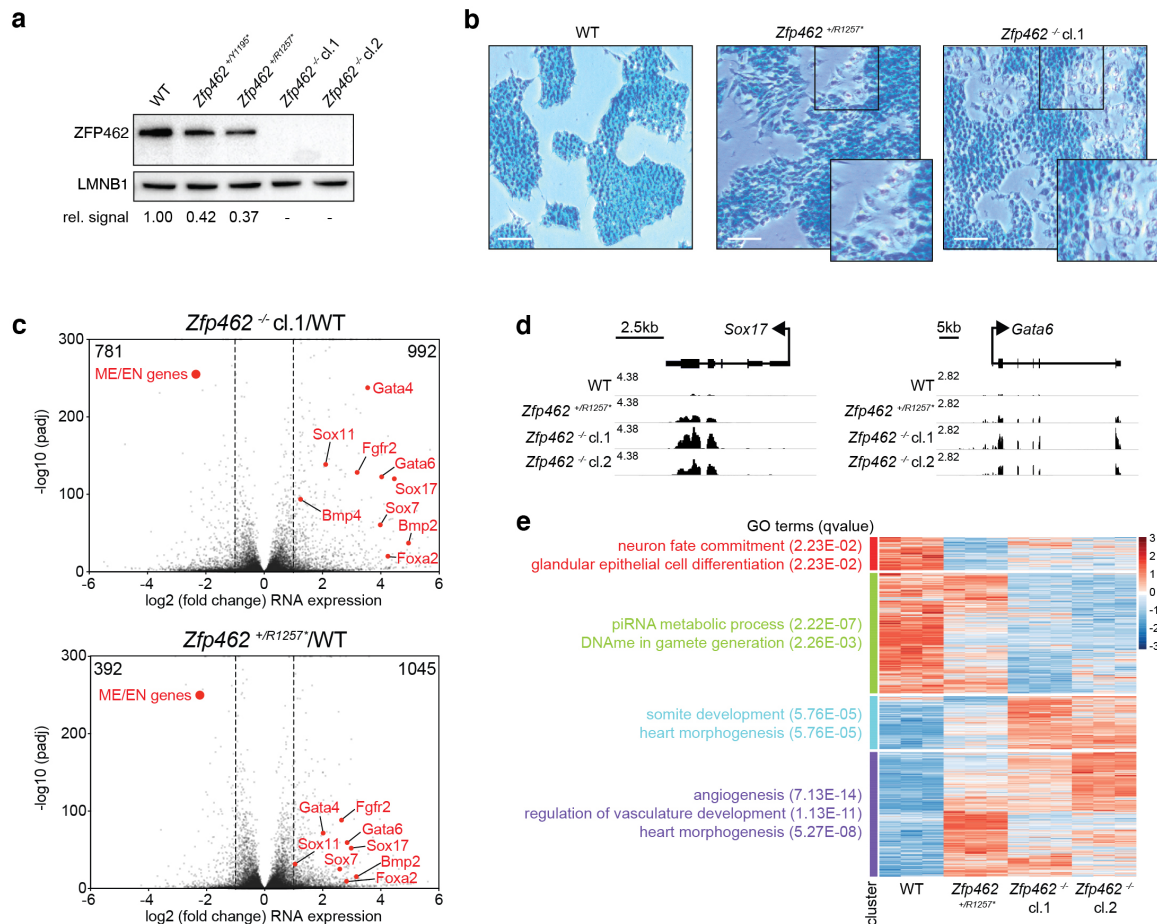 a
WT
Zfp462 +/Y1195*
Zfp462 +/R1257*
Zfp462 -/- cl.1
Zfp462 -/- cl.2
ZFP462
LMNB1
rel. signal 1.00 0.42 0.37 - -
b
WT
Zfp462 +/R1257*
Zfp462 -/- cl.1
c
Zfp462 -/- cl.1/WT
781
992
ME/EN genes
Gata4
Sox11
Fgfr2
Gata6
Sox17
Bmp4
Sox7
Bmp2
Foxa2
300
200
100
0
-log10 (padj)
-6 -4 -2 0 2 4 6
log2 (fold change) RNA expression
Zfp462 +/R1257*/WT
392
1045
ME/EN genes
Gata4
Fgfr2
Gata6
Sox11
Sox17
Sox7
Bmp2
Foxa2
300
200
100
0
-log10 (padj)
-6 -4 -2 0 2 4 6
log2 (fold change) RNA expression
d
2.5kb
Sox17
WT 4.38
Zfp462 +/R1257* 4.38
Zfp462 -/- cl.1 4.38
Zfp462 -/- cl.2 4.38
5kb
Gata6
WT 2.82
Zfp462 +/R1257* 2.82
Zfp462 -/- cl.1 2.82
Zfp462 -/- cl.2 2.82
e
GO terms (qvalue)
neuron fate commitment (2.23E-02)
glandular epithelial cell differentiation (2.23E-02)
piRNA metabolic process (2.22E-07)
DNAme in gamete generation (2.26E-03)
somite development (5.76E-05)
heart morphogenesis (5.76E-05)
angiogenesis (7.13E-14)
regulation of vasculature development (1.13E-11)
heart morphogenesis (5.27E-08)
3
2
1
0
-1
-2
-3
cluster
WT
Zfp462 +/R1257*
Zfp462 -/- cl.1
Zfp462 -/- cl.2